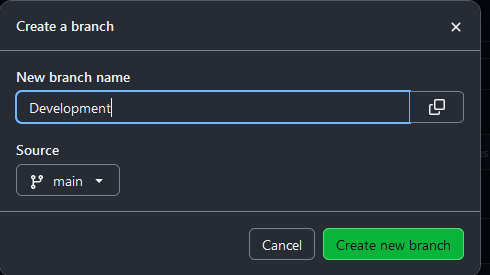 Create a branch
New branch name
Development
Source
main
Cancel
Create new branch